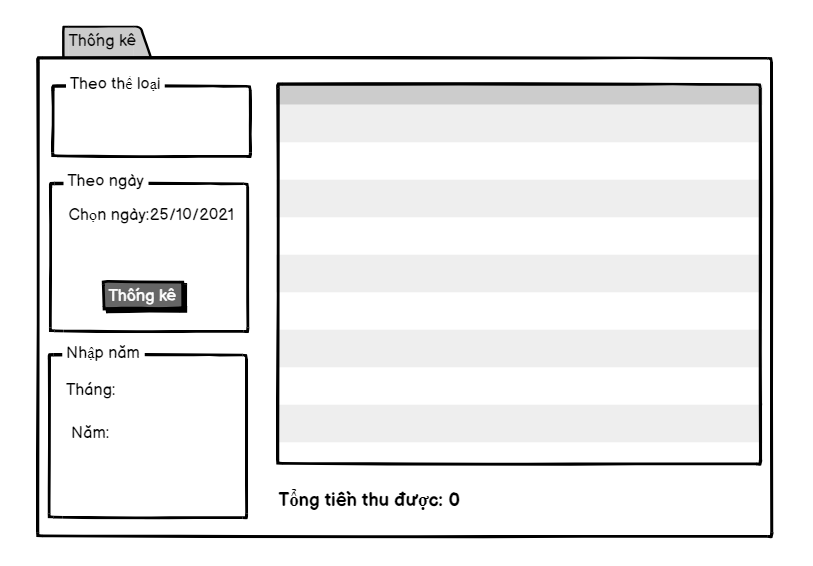 Thống kê
Theo thể loại
Theo ngày
Chọn ngày:25/10/2021
Thống kê
Nhập năm
Tháng:
Năm:
Tổng tiền thu được: 0